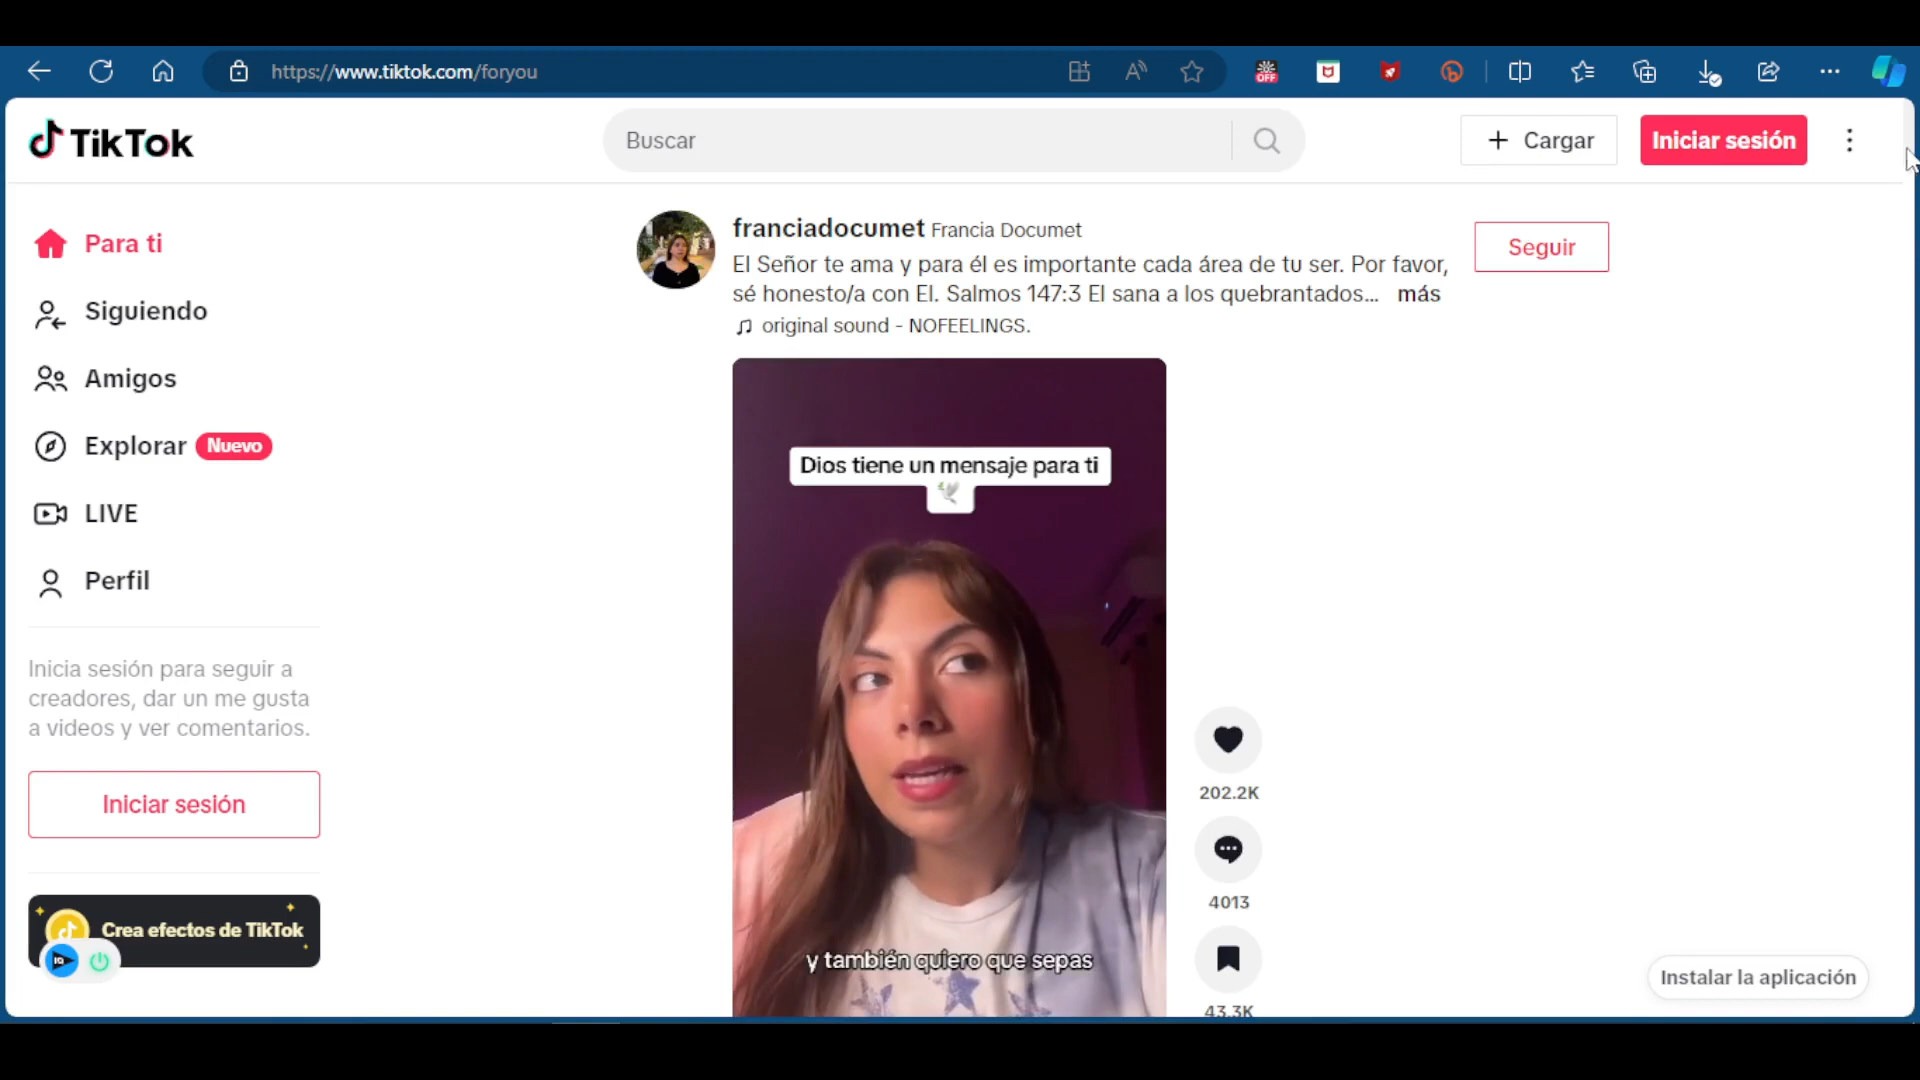 https://www.tiktok.com/foryou
OFF
TikTok
Buscar
Cargar
Iniciar sesión
Para ti
Siguiendo
Amigos
Explorar Nuevo
LIVE
Perfil
Inicia sesión para seguir a
creadores, dar un me gusta
a videos y ver comentarios.
Iniciar sesión
Crea efectos de TikTok
IQ
franciadocumet Francia Documet
El Señor te ama y para él es importante cada área de tu ser. Por favor,
sé honesto/a con El. Salmos 147:3 El sana a los quebrantados... más
original sound - NOFEELINGS.
Seguir
Dios tiene un mensaje para ti
y también quiero que sepas
202.2K
4013
43.3K
Instalar la aplicación